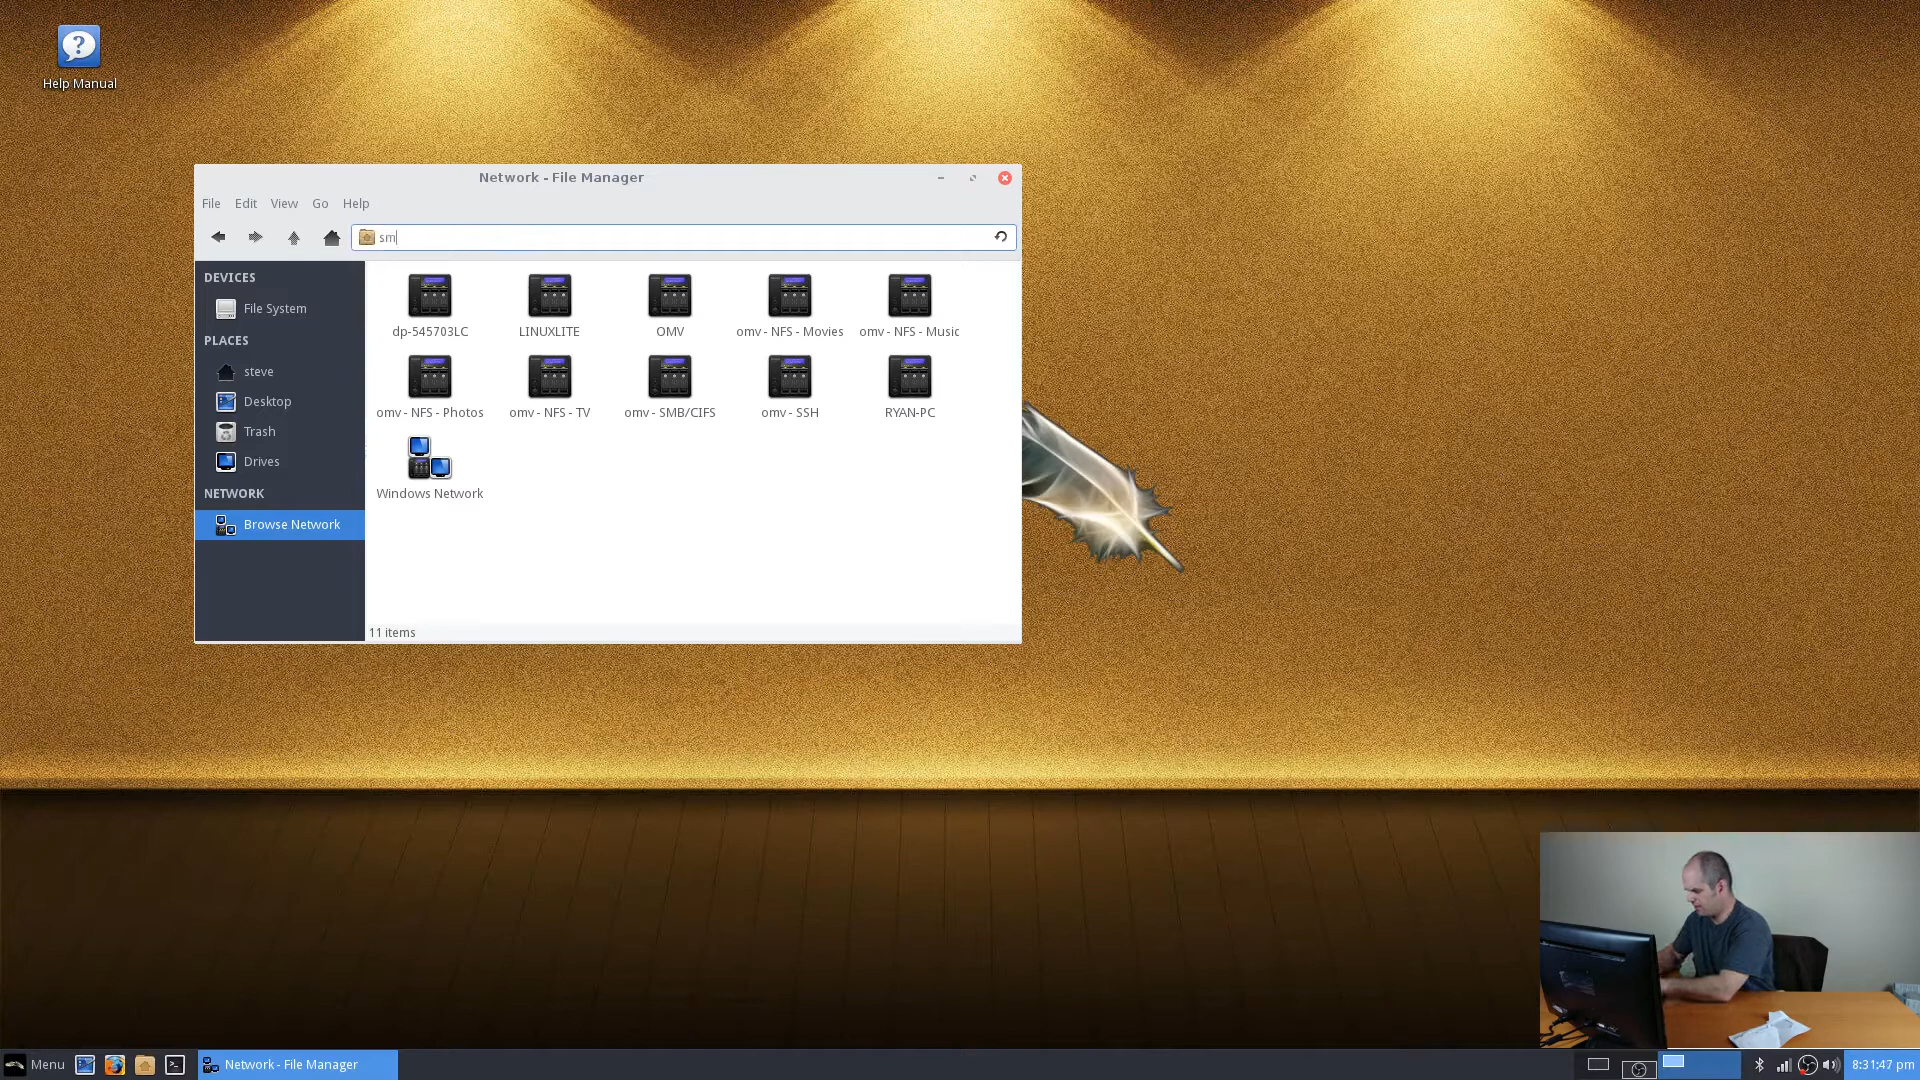 Help Manual
Network - File Manager
File Edit View Go Help
sm
DEVICES
File System
PLACES
steve
Desktop
Trash
Drives
NETWORK
Browse Network
dp-545703LC LINUXLITE OMV omv - NFS - Movies omv - NFS - Music
omv - NFS - Photos omv - NFS - TV omv - SMB/CIFS omv - SSH RYAN-PC
Windows Network
11 items
Menu Network - File Manager 8:31:47 pm